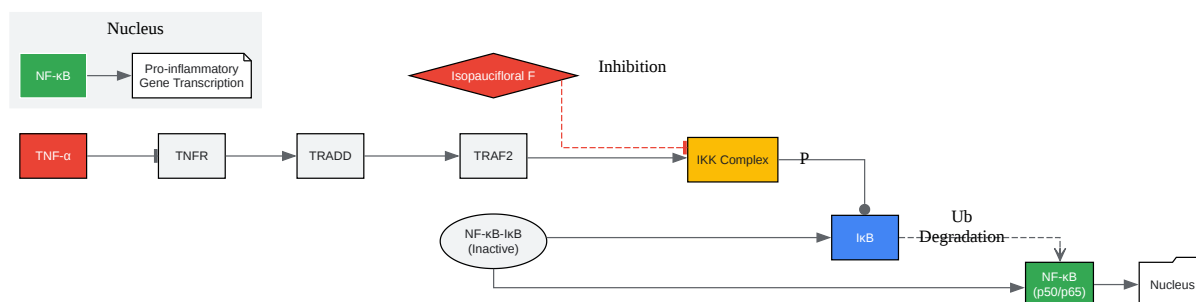 Nucleus
NF-κB
Pro-inflammatory
Gene Transcription
Isopaucifloral F
Inhibition
TNF-α
TNFR
TRADD
TRAF2
IKK Complex
P
NF-κB-IκB
(Inactive)
IκB
Ub
Degradation
NF-κB
(p50/p65)
Nucleus